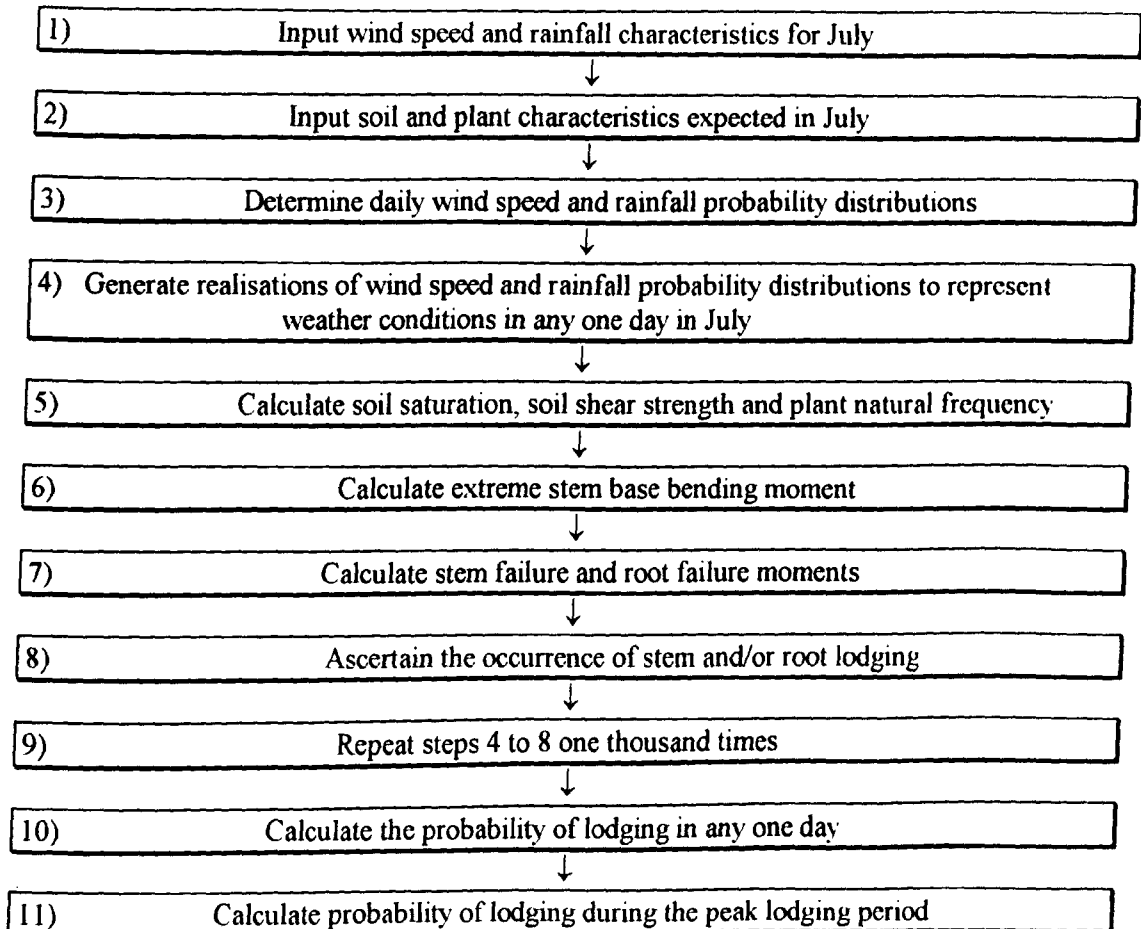 1) Input wind speed and rainfall characteristics for July
2) Input soil and plant characteristics expected in July
3) Determine daily wind speed and rainfall probability distributions
4) Generate realisations of wind speed and rainfall probability distributions to represent
weather conditions in any one day in July
5) Calculate soil saturation, soil shear strength and plant natural frequency
6) Calculate extreme stem base bending moment
7) Calculate stem failure and root failure moments
8) Ascertain the occurrence of stem and/or root lodging
9) Repeat steps 4 to 8 one thousand times
10) Calculate the probability of lodging in any one day
11) Calculate probability of lodging during the peak lodging period